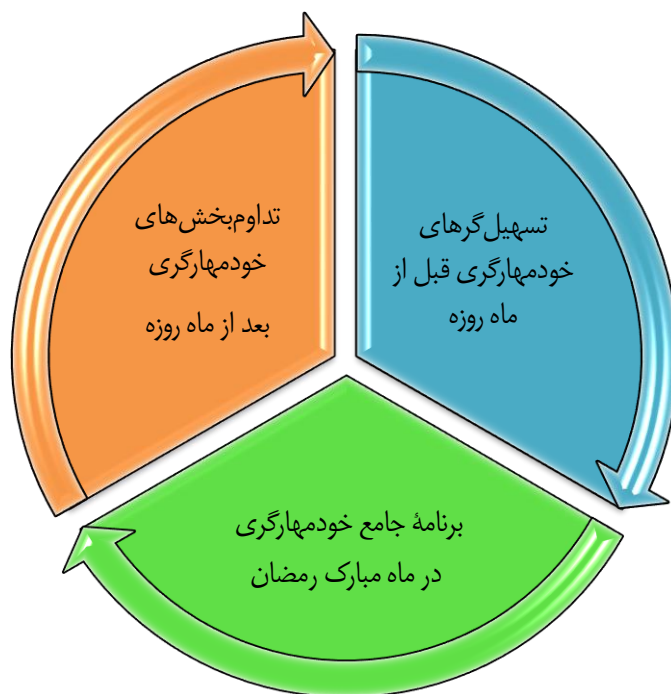 تسهیل‌گرهای
خودمهارگری قبل از
ماه روزه
برنامهٔ جامع خودمهارگری
در ماه مبارک رمضان
تداوم‌بخش‌های
خودمهارگری
بعد از ماه روزه